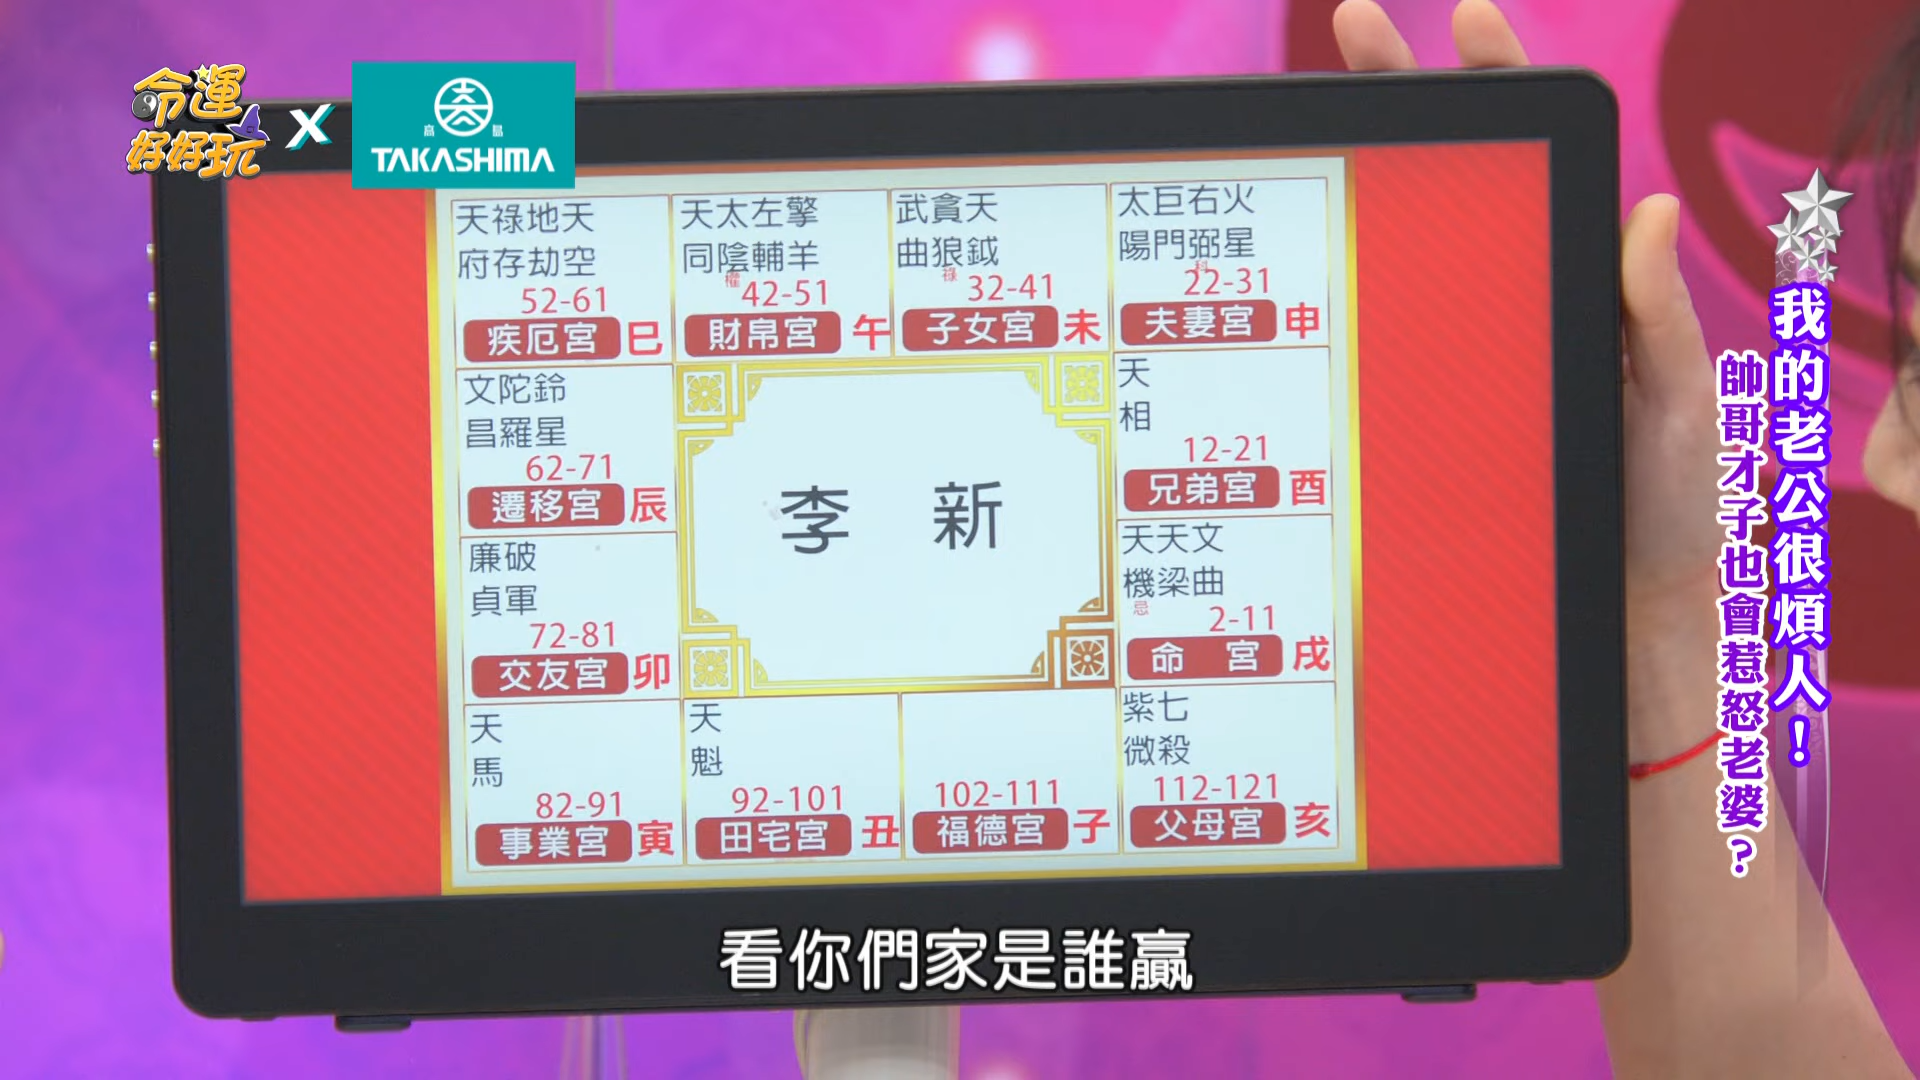 命運
好好玩
X
高島
TAKASHIMA
天祿地天
府存劫空
52-61
疾厄宮 巳
天太左擎
同陰輔羊
權
42-51
財帛宮 午
武貪天
曲狼鉞
祿
32-41
子女宮 未
太巨右火
陽門弼星
科
22-31
夫妻宮 申
文陀鈴
昌羅星
62-71
遷移宮 辰
李 新
天
相
12-21
兄弟宮 酉
廉破
貞軍
72-81
交友宮 卯
天天文
機梁曲
忌
2-11
命 宮 戌
天
馬
82-91
事業宮 寅
天
魁
92-101
田宅宮 丑
102-111
福德宮 子
紫七
微殺
112-121
父母宮 亥
我的老公很煩人！
帥哥才子也會惹怒老婆？
看你們家是誰贏